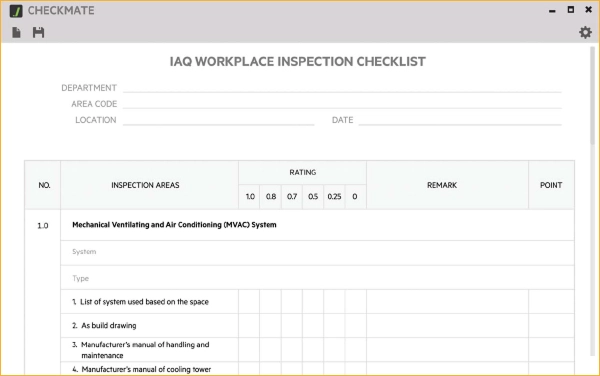 CHECKMATE
IAQ WORKPLACE INSPECTION CHECKLIST
DEPARTMENT
AREA CODE
LOCATION DATE
RATING
NO. INSPECTION AREAS REMARK POINT
1.0 0.8 0.7 0.5 0.25 0
1.0 Mechanical Ventilating and Air Conditioning (MVAC) System
System
Type
1. List of system used based on the space
2. As build drawing
3. Manufacturer's manual of handling and
maintenance
4. Manufacturer's manual of cooling tower